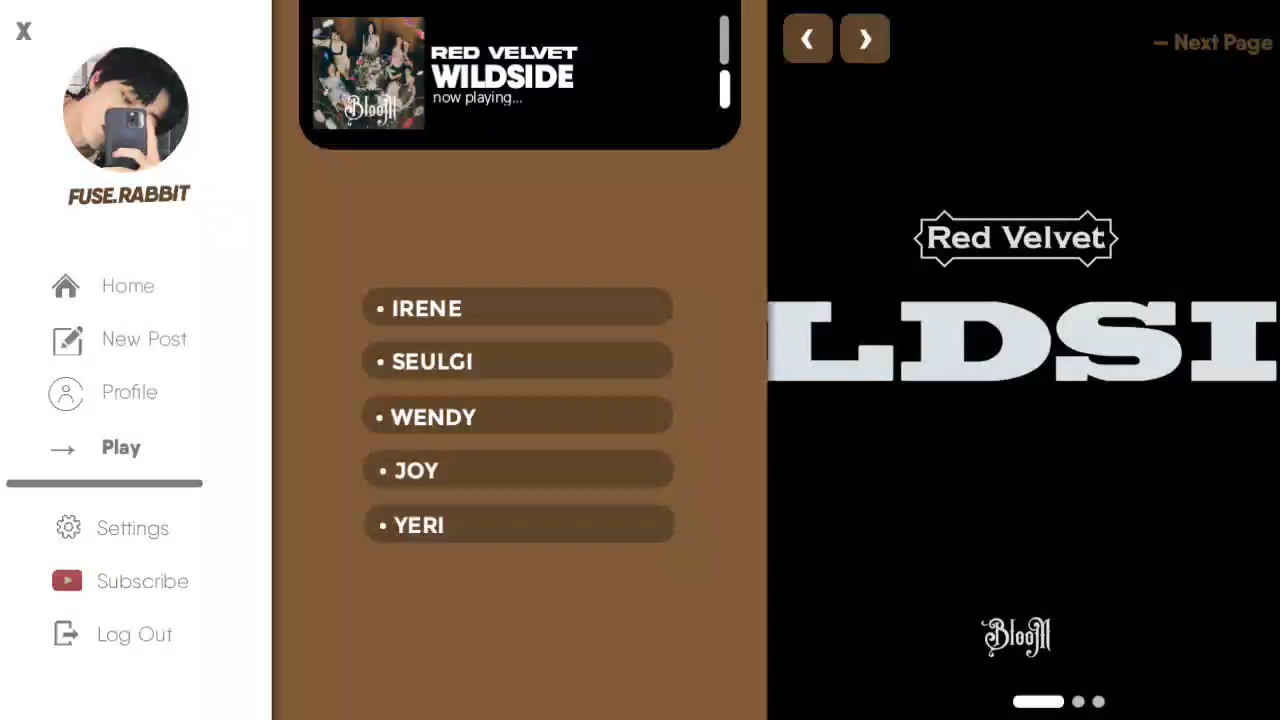 X
FUSE.RABBIT
Home
New Post
Profile
→ Play
Settings
Subscribe
Log Out
RED VELVET
WILDSIDE
now playing...
Bloom
• IRENE
• SEULGI
• WENDY
• JOY
• YERI
‹ ›
– Next Page
Red Velvet
LDSI
Bloom